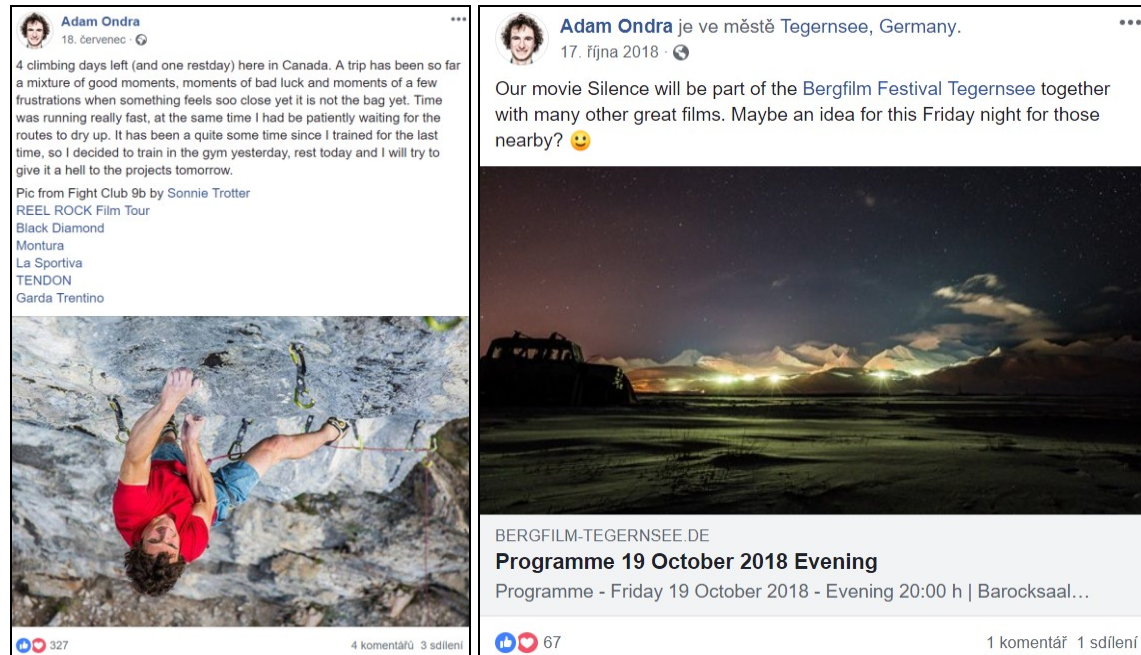 Adam Ondra
18. červenec
4 climbing days left (and one restday) here in Canada. A trip has been so far
a mixture of good moments, moments of bad luck and moments of a few
frustrations when something feels soo close yet it is not the bag yet. Time
was running really fast, at the same time I had be patiently waiting for the
routes to dry up. It has been a quite some time since I trained for the last
time, so I decided to train in the gym yesterday, rest today and I will try to
give it a hell to the projects tomorrow.
Pic from Fight Club 9b by Sonnie Trotter
REEL ROCK Film Tour
Black Diamond
Montura
La Sportiva
TENDON
Garda Trentino
327
4 komentářů 3 sdílení
Adam Ondra je ve městě Tegernsee, Germany.
17. října 2018
Our movie Silence will be part of the Bergfilm Festival Tegernsee together
with many other great films. Maybe an idea for this Friday night for those
nearby? 🙂
BERGFILM-TEGERNSEE.DE
Programme 19 October 2018 Evening
Programme - Friday 19 October 2018 - Evening 20:00 h | Barocksaal…
67
1 komentář 1 sdílení